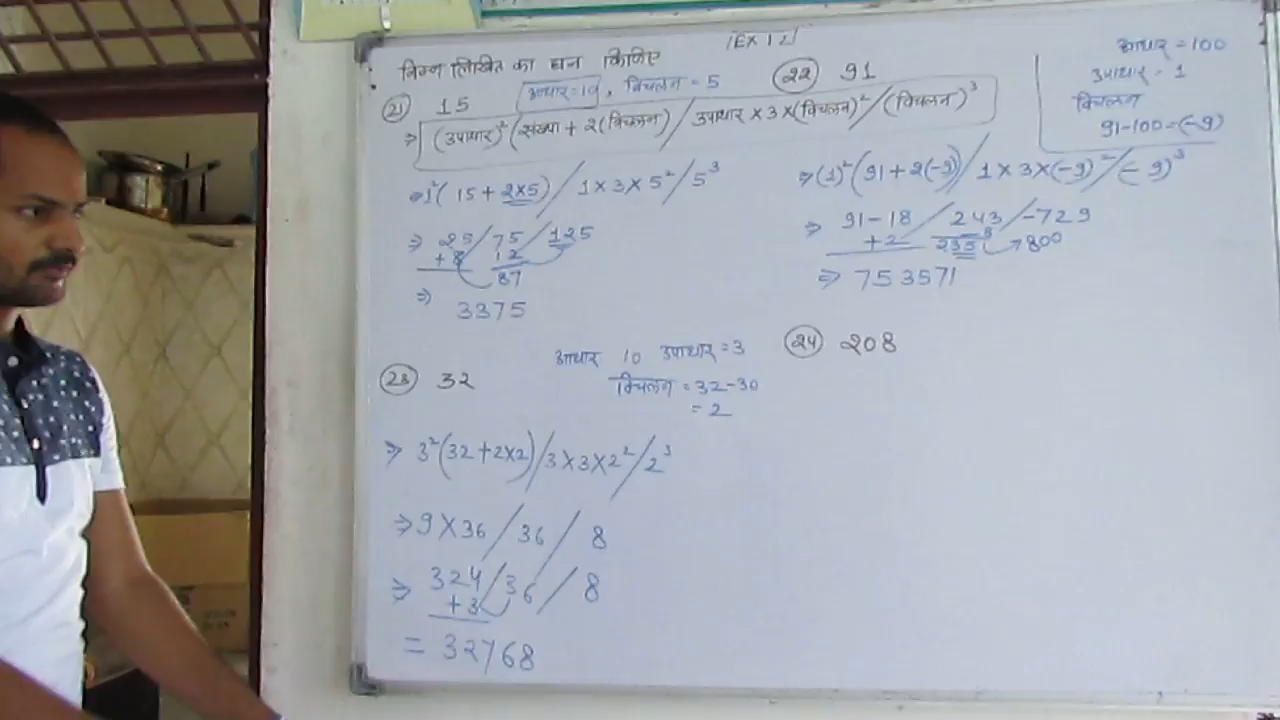 |EX 12|
निम्न लिखित का घन किजिए
(21) 15 आधार=10, विचलन = 5
⇒ (उपाधार)² (संख्या + 2(विचलन) / उपाधार × 3 × (विचलन)² / (विचलन)³
⇒ 1² ( 15 + 2×5) / 1 × 3 × 5² / 5³
⇒ 25 / 75 / 125
+ 8 12
87
⇒ 3375
(22) 91
आधार = 100
उपाधार - 1
विचलन
91-100=(-9)
⇒ (1)² (91 + 2(-9)) / 1 × 3 × (-9)² / (-9)³
⇒ 91 - 18 / 243 / -729
+2 235 → 800
⇒ 753571
(23) 32
आधार 10 उपाधार = 3
विचलन = 32-30
= 2
⇒ 3² (32 + 2×2) / 3 × 3 × 2² / 2³
⇒ 9 × 36 / 36 / 8
⇒ 324 / 36 / 8
+ 3
= 32768
(24) 208